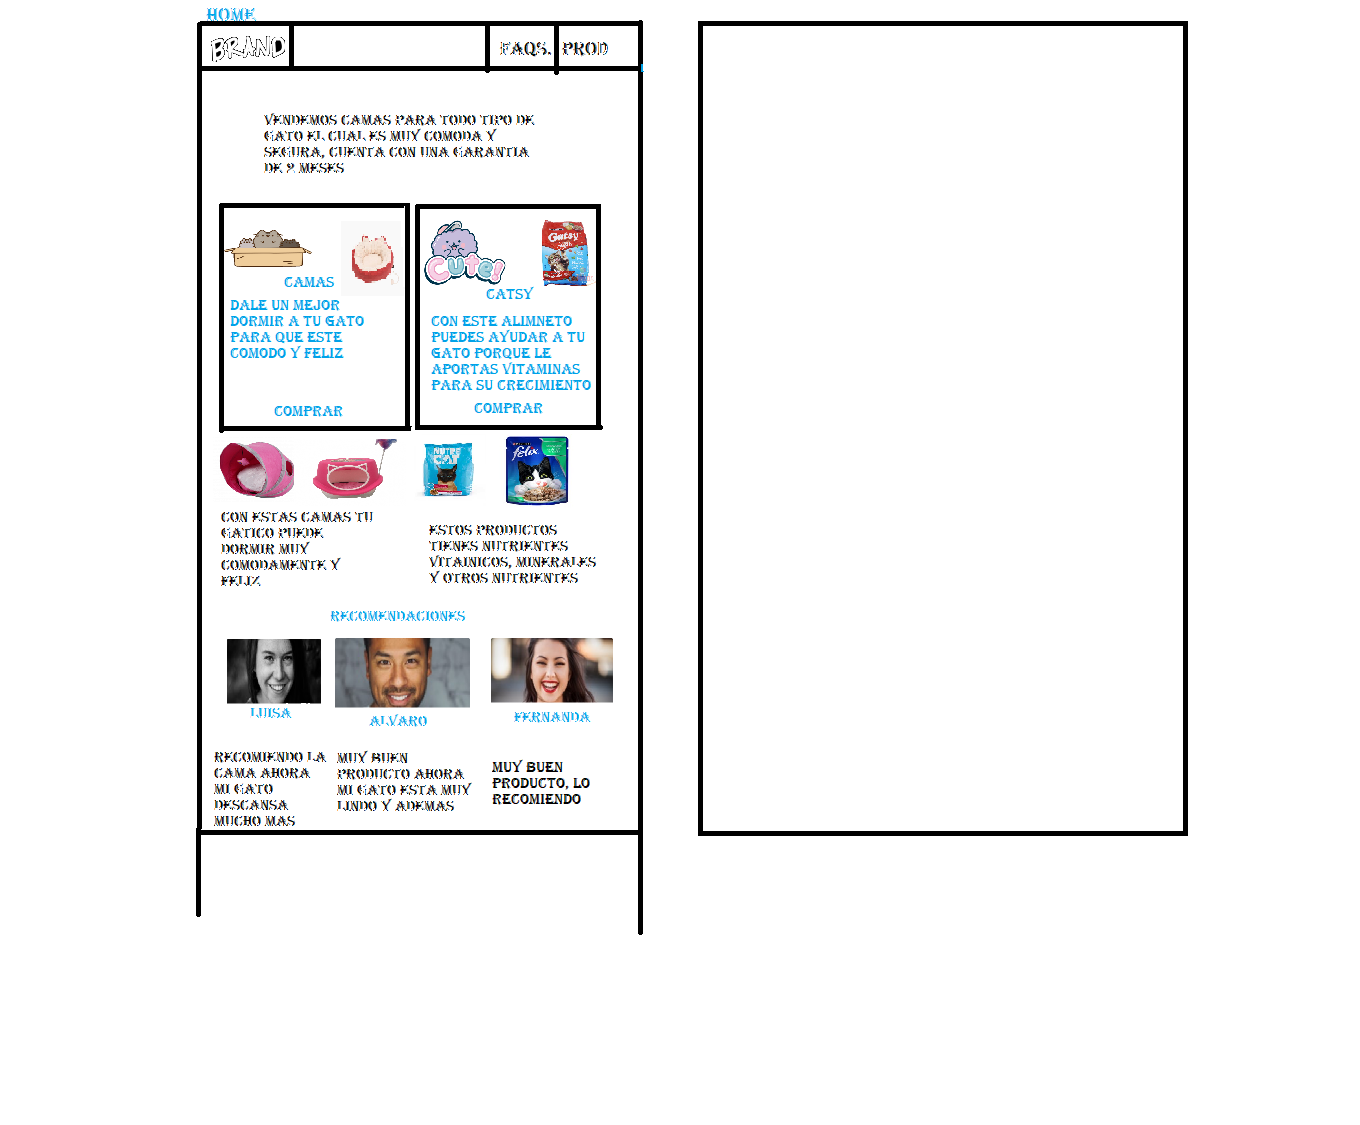 HOME
BRAND
FAQS. PROD
VENDEMOS CAMAS PARA TODO TIPO DE
GATO EL CUAL ES MUY COMODA Y
SEGURA, CUENTA CON UNA GARANTIA
DE 2 MESES
CAMAS
DALE UN MEJOR
DORMIR A TU GATO
PARA QUE ESTE
COMODO Y FELIZ
COMPRAR
Cute!
Gatsy
CATSY
CON ESTE ALIMNETO
PUEDES AYUDAR A TU
GATO PORQUE LE
APORTAS VITAMINAS
PARA SU CRECIMIENTO
COMPRAR
NUTRE
CAT
felix
CON ESTAS CAMAS TU
GATICO PUEDE
DORMIR MUY
COMODAMENTE Y
FELIZ
ESTOS PRODUCTOS
TIENES NUTRIENTES
VITAINICOS, MINERALES
Y OTROS NUTRIENTES
RECOMENDACIONES
LUISA
ALVARO
FERNANDA
RECOMIENDO LA
CAMA AHORA
MI GATO
DESCANSA
MUCHO MAS
MUY BUEN
PRODUCTO AHORA
MI GATO ESTA MUY
LINDO Y ADEMAS
MUY BUEN
PRODUCTO, LO
RECOMIENDO